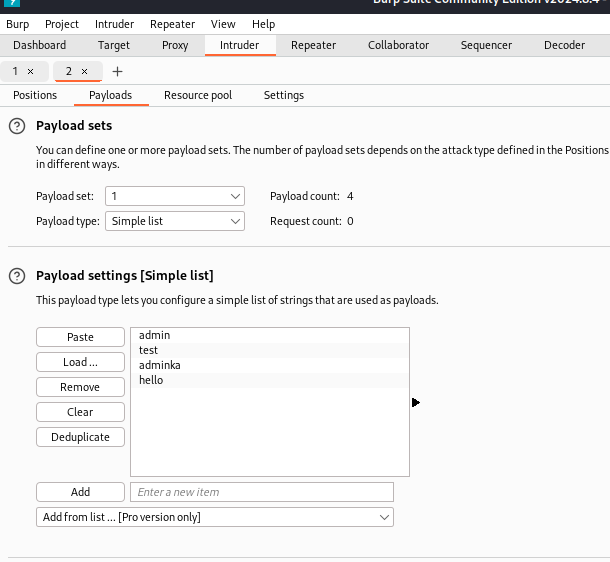 Burp Suite Community Edition v2024.8.4
Burp Project Intruder Repeater View Help
Dashboard Target Proxy Intruder Repeater Collaborator Sequencer Decoder
1 × 2 × +
Positions Payloads Resource pool Settings
? Payload sets
You can define one or more payload sets. The number of payload sets depends on the attack type defined in the Positions
in different ways.
Payload set: 1 Payload count: 4
Payload type: Simple list Request count: 0
? Payload settings [Simple list]
This payload type lets you configure a simple list of strings that are used as payloads.
Paste
Load ...
Remove
Clear
Deduplicate
admin
test
adminka
hello
Add Enter a new item
Add from list ... [Pro version only]